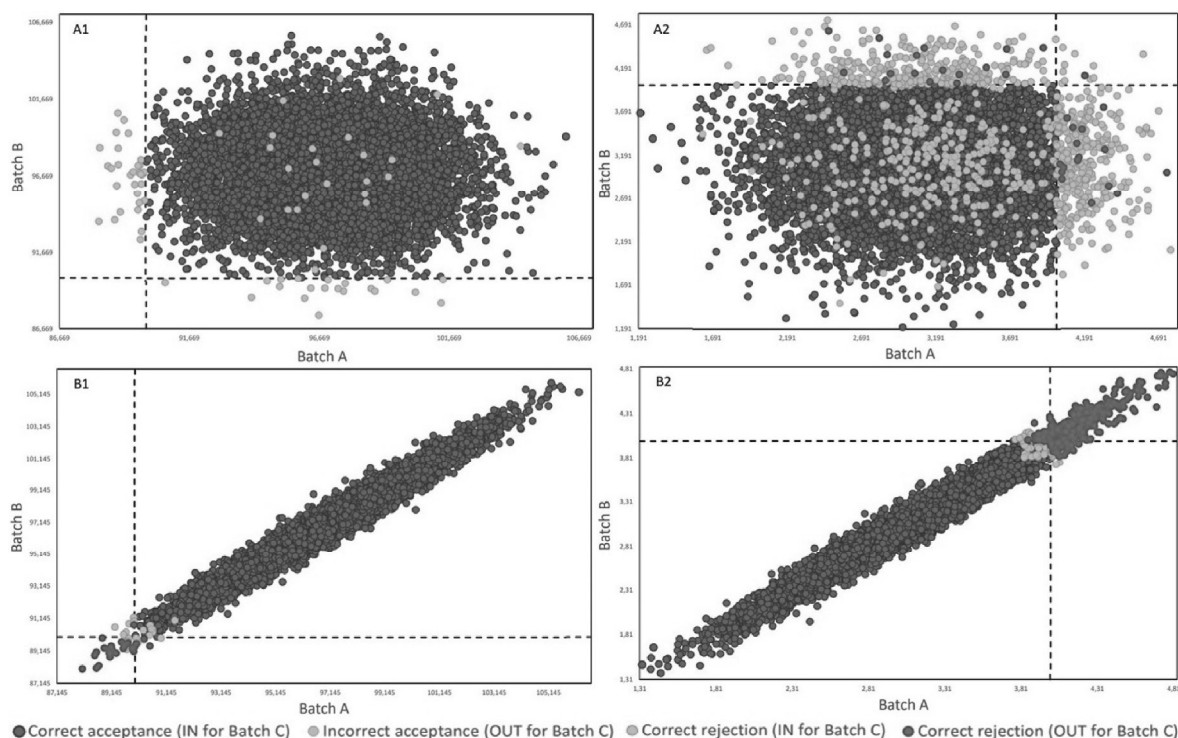 A1
106,669
101,669
96,669
91,669
86,669
Batch B
86,669 91,669 96,669 101,669 106,669
Batch A
A2
4,691
4,191
3,691
3,191
2,691
2,191
1,691
1,191
Batch B
1,191 1,691 2,191 2,691 3,191 3,691 4,191 4,691
Batch A
B1
105,145
103,145
101,145
99,145
97,145
95,145
93,145
91,145
89,145
87,145
Batch B
87,145 89,145 91,145 93,145 95,145 97,145 99,145 101,145 103,145 105,145
Batch A
B2
4,81
4,31
3,81
3,31
2,81
2,31
1,81
1,31
Batch B
1,31 1,81 2,31 2,81 3,31 3,81 4,31 4,81
Batch A
Correct acceptance (IN for Batch C) Incorrect acceptance (OUT for Batch C) Correct rejection (IN for Batch C) Correct rejection (OUT for Batch C)